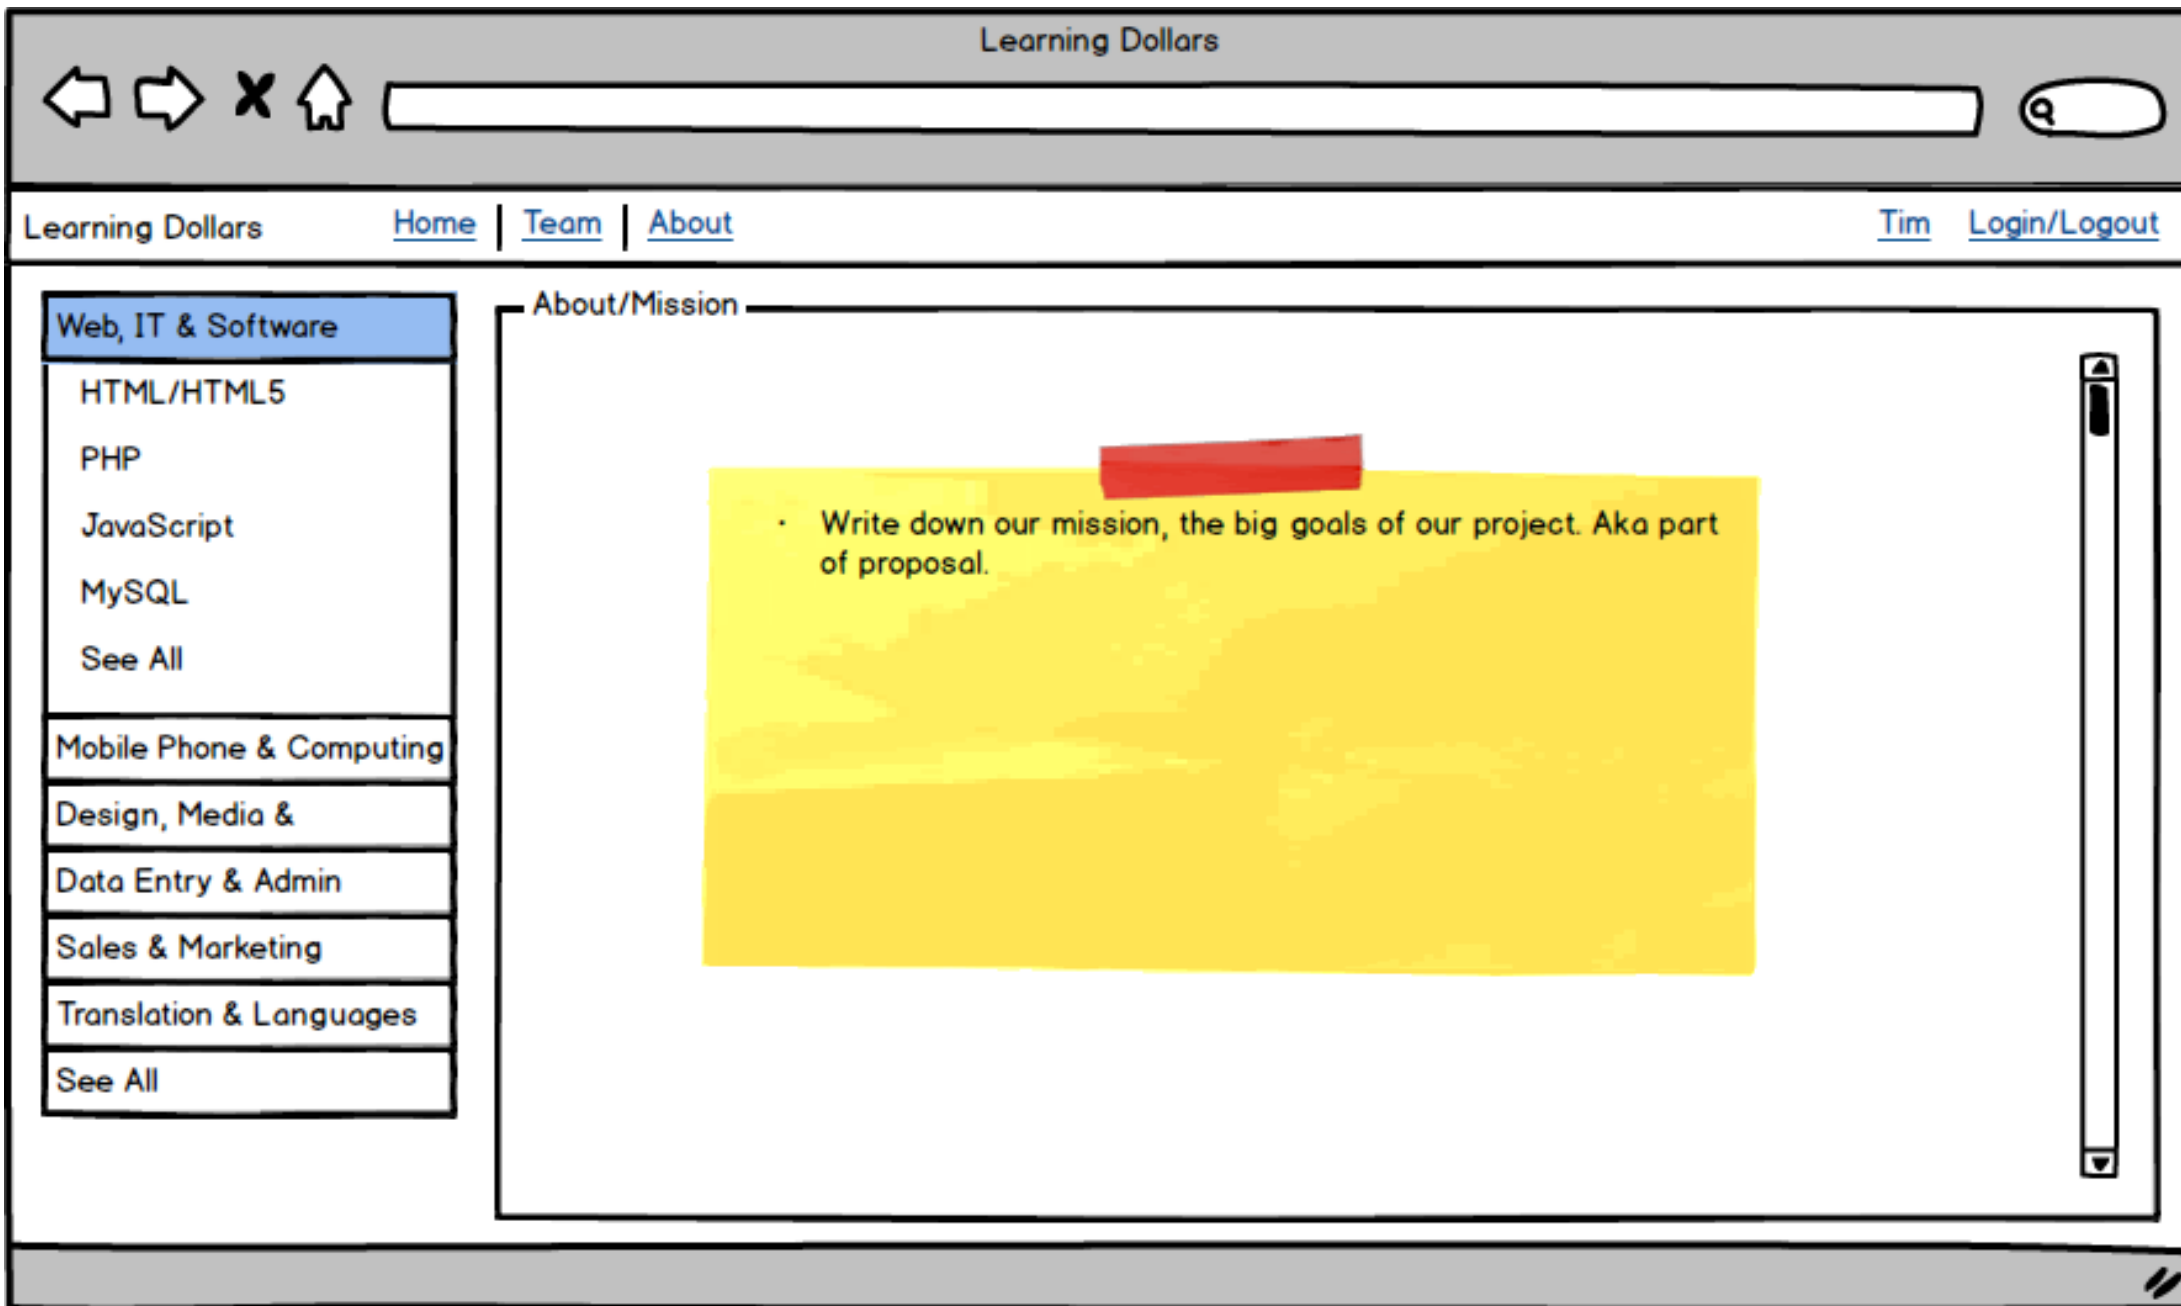 Learning Dollars
Learning Dollars Home Team About Tim Login/Logout
Web, IT & Software
HTML/HTML5
PHP
JavaScript
MySQL
See All
Mobile Phone & Computing
Design, Media &
Data Entry & Admin
Sales & Marketing
Translation & Languages
See All
About/Mission
· Write down our mission, the big goals of our project. Aka part
of proposal.